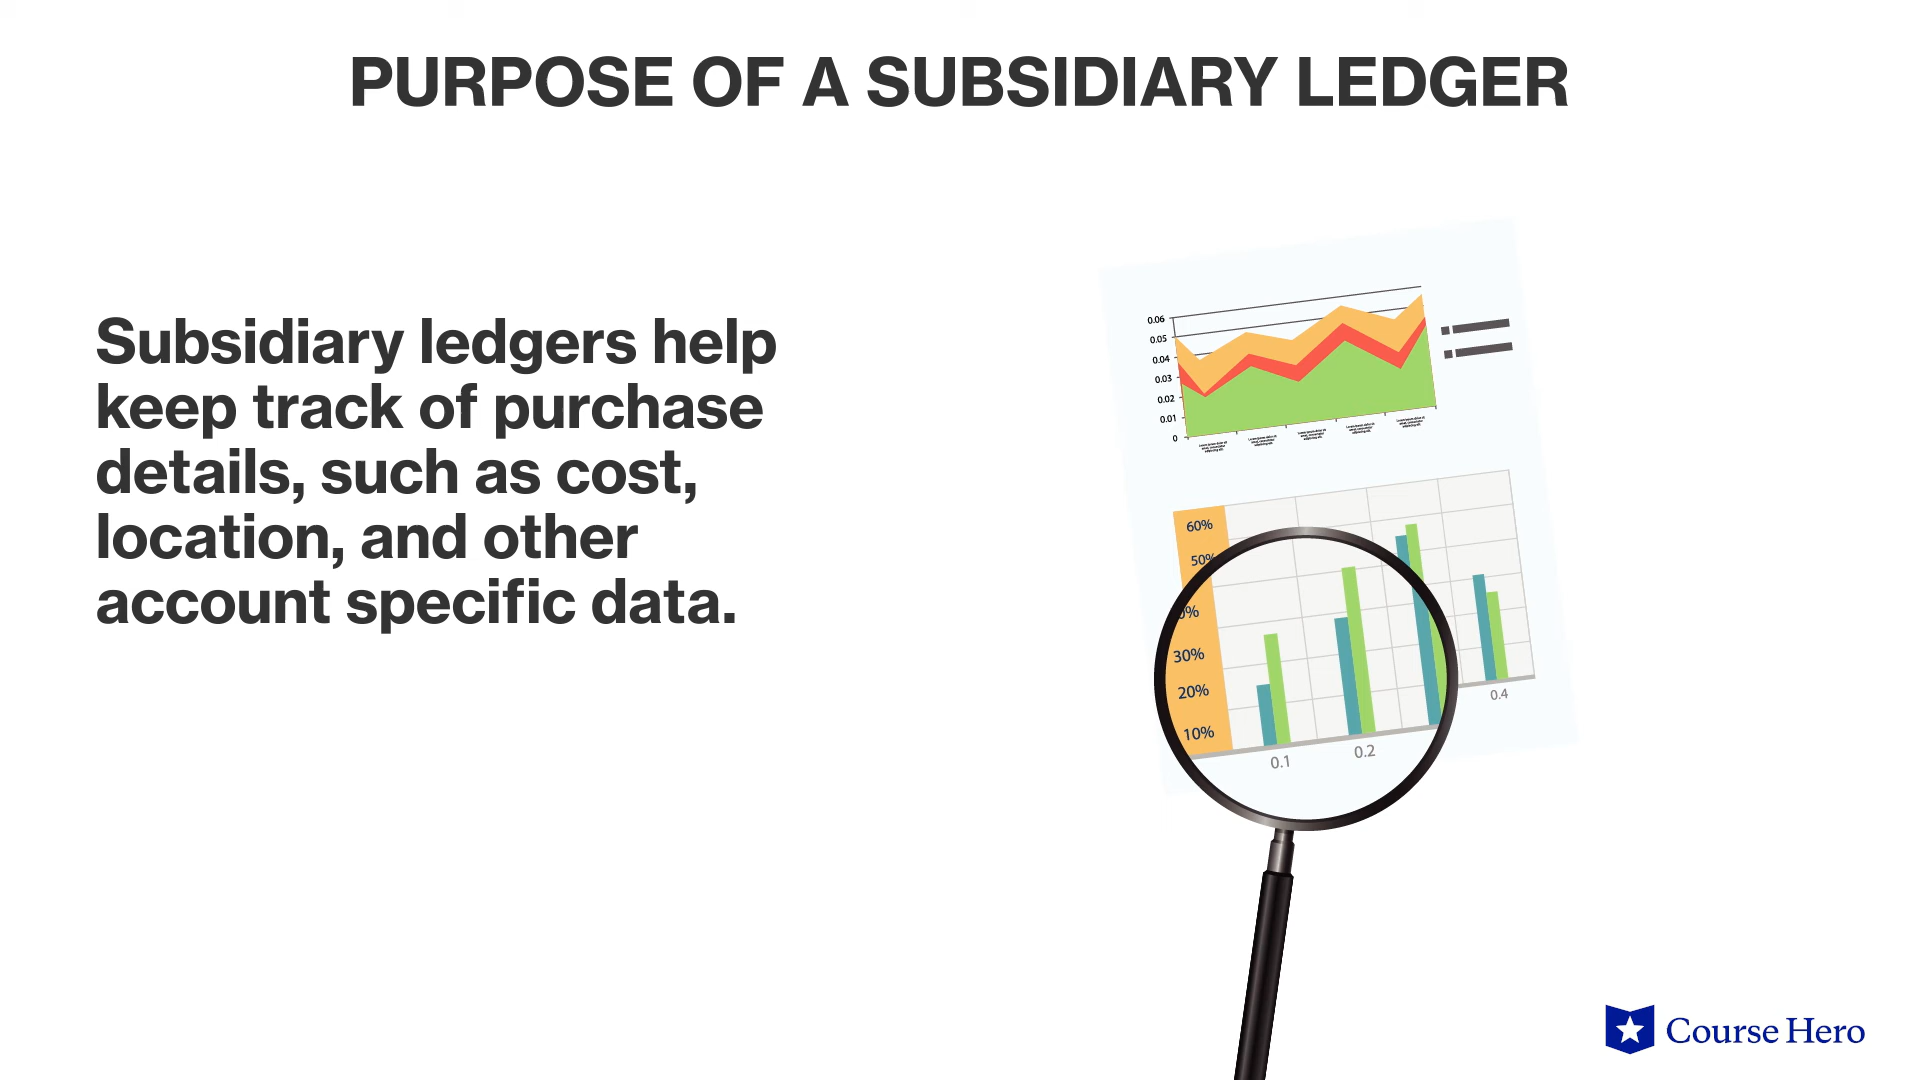 PURPOSE OF A SUBSIDIARY LEDGER
Subsidiary ledgers help
keep track of purchase
details, such as cost,
location, and other
account specific data.
0.06
0.05
0.04
0.03
0.02
0.01
0
60%
50%
30%
20%
10%
0.1
0.2
0.4
Course Hero